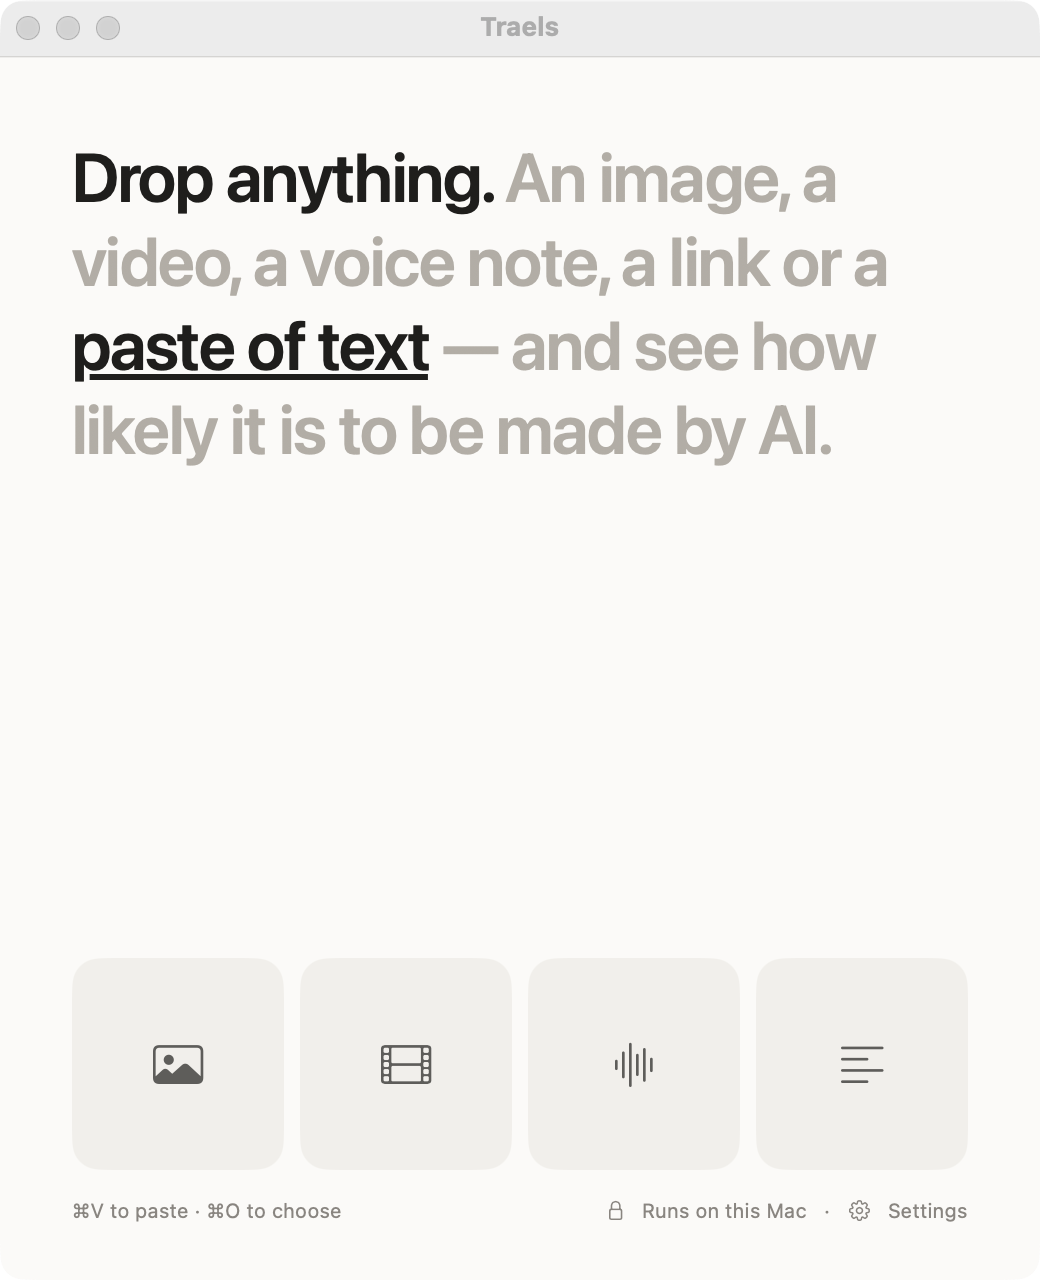 Traels
Drop anything. An image, a
video, a voice note, a link or a
paste of text — and see how
likely it is to be made by AI.
⌘V to paste · ⌘O to choose
Runs on this Mac · Settings